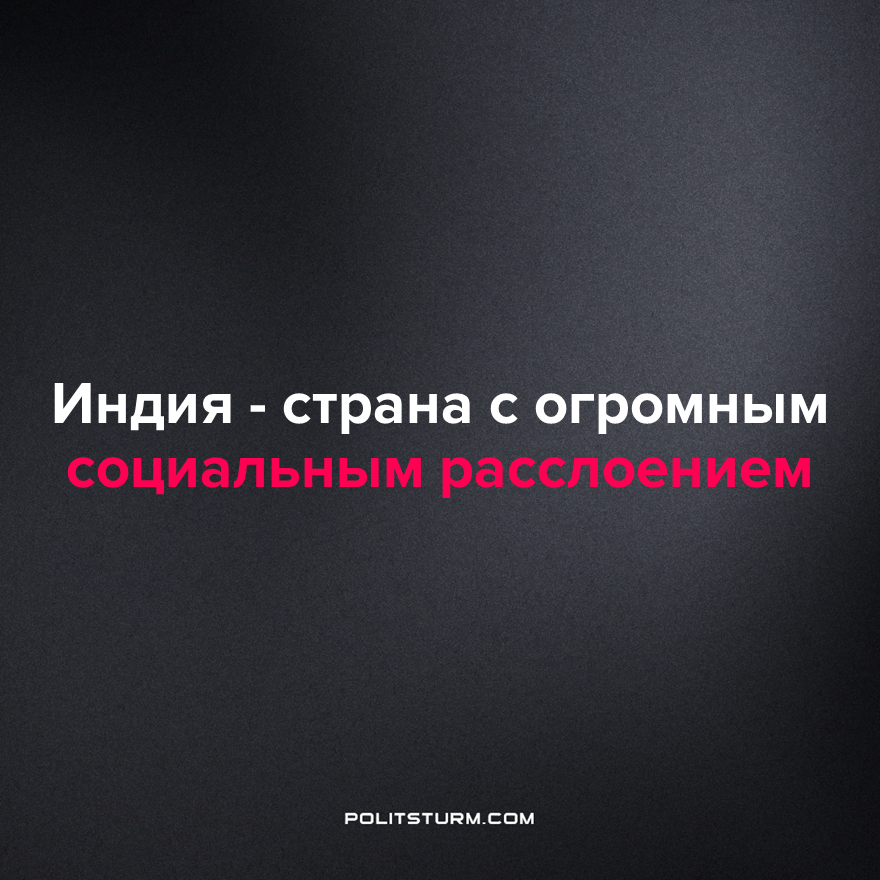 Индия - страна с огромным
социальным расслоением
POLITSTURM.COM